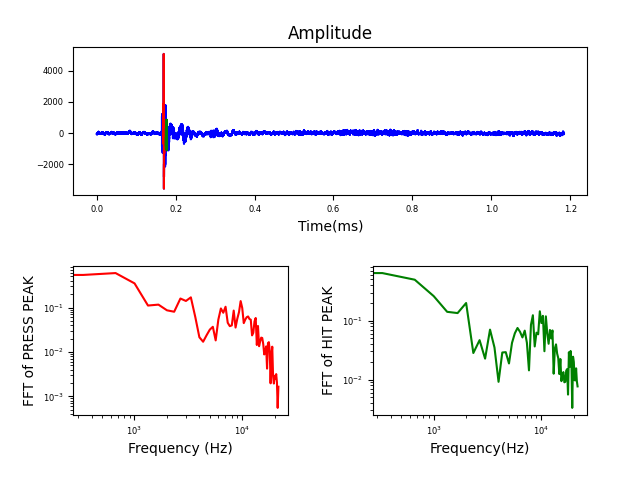 Amplitude
4000
2000
0
−2000
0.0 0.2 0.4 0.6 0.8 1.0 1.2
Time(ms)
FFT of PRESS PEAK
10⁻¹
10⁻²
10⁻³
10³ 10⁴
Frequency (Hz)
FFT of HIT PEAK
10⁻¹
10⁻²
10³ 10⁴
Frequency(Hz)